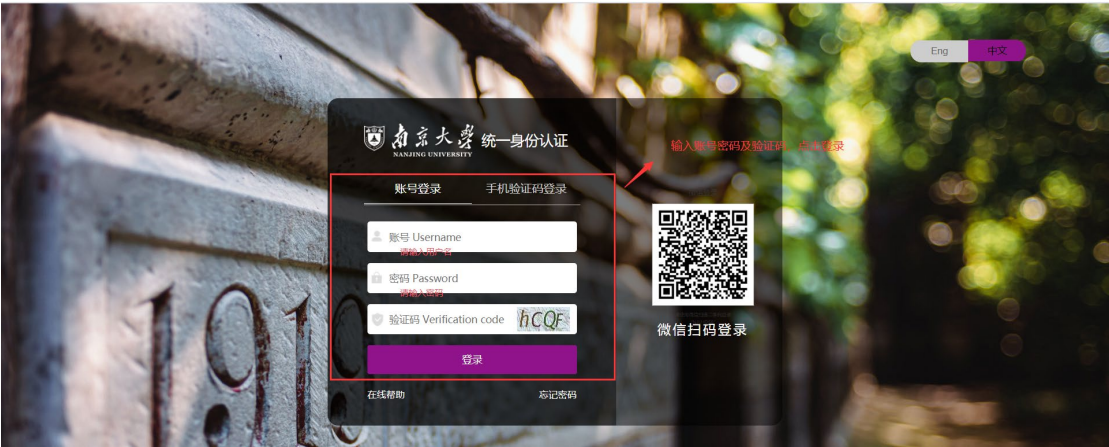 Eng
中文
南京大學
NANJING UNIVERSITY
统一身份认证
输入账号密码及验证码，点击登录
账号登录
手机验证码登录
账号 Username
请输入用户名
密码 Password
请输入密码
验证码 Verification code
hCQF
登录
微信扫码登录
在线帮助
忘记密码
1919